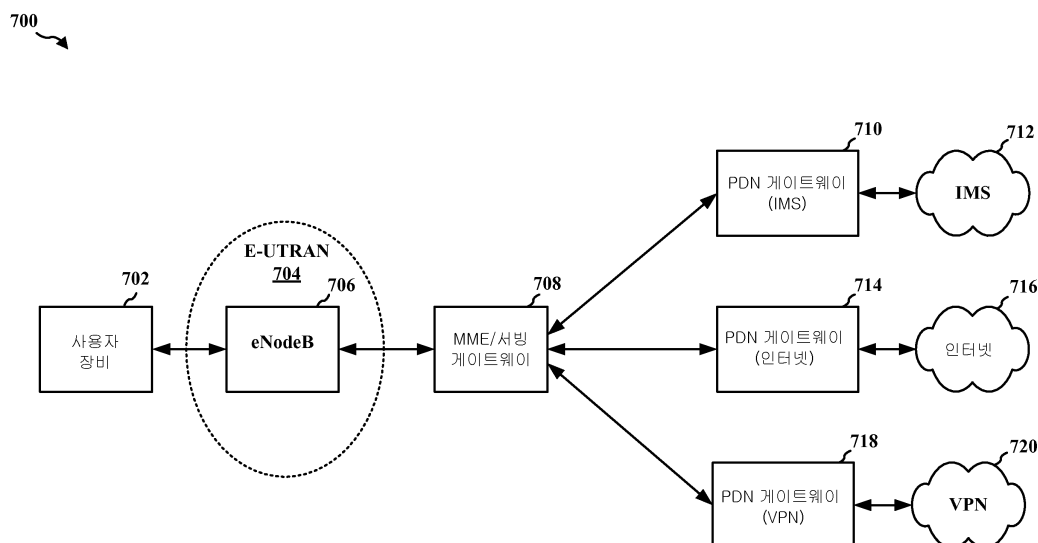 700
710
712
PDN 게이트웨이
(IMS)
IMS
E-UTRAN
704
702
706
708
714
716
사용자
장비
eNodeB
MME/서빙
게이트웨이
PDN 게이트웨이
(인터넷)
인터넷
718
720
PDN 게이트웨이
(VPN)
VPN